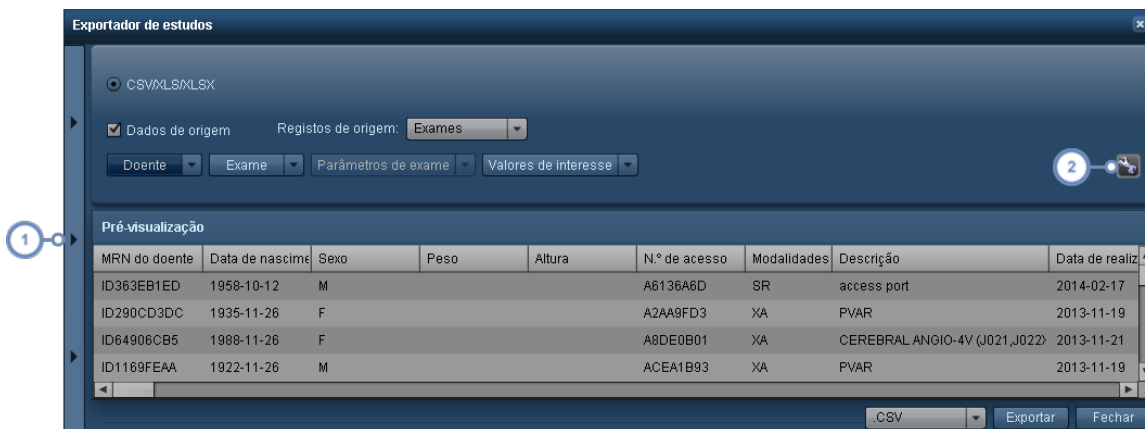 Exportador de estudos
CSV/XLS/XLSX
Dados de origem Registos de origem: Exames
Doente Exame Parâmetros de exame Valores de interesse
2
1
Pré-visualização
MRN do doente Data de nascime Sexo Peso Altura N.º de acesso Modalidades Descrição Data de realiz
ID363EB1ED 1958-10-12 M A6136A6D SR access port 2014-02-17
ID290CD3DC 1935-11-26 F A2AA9FD3 XA PVAR 2013-11-19
ID64906CB5 1988-11-26 F A8DE0B01 XA CEREBRAL ANGIO-4V (J021,J022) 2013-11-21
ID1169FEAA 1922-11-26 M ACEA1B93 XA PVAR 2013-11-19
.CSV Exportar Fechar